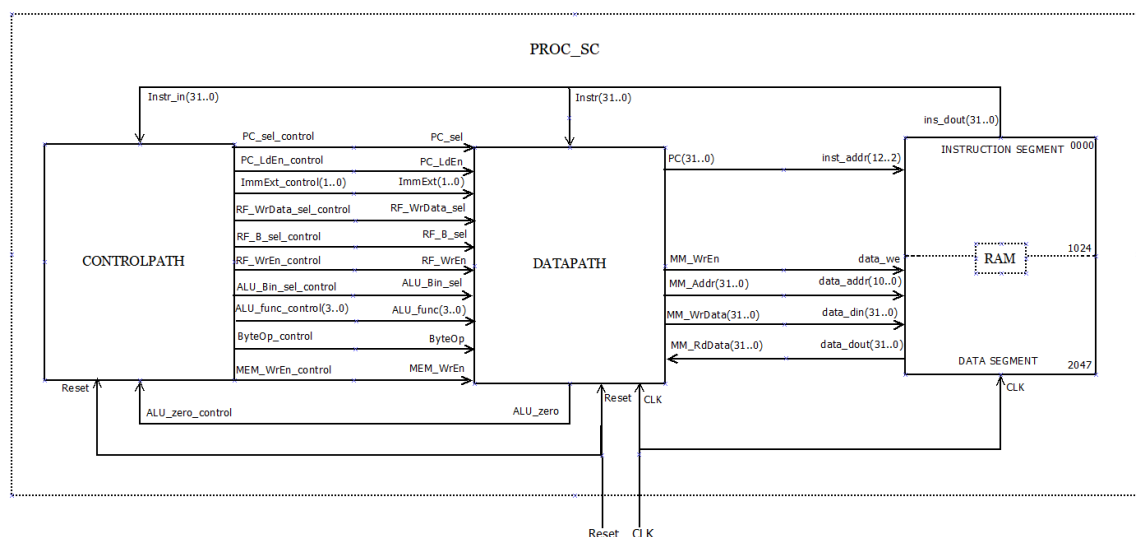 PROC_SC
Instr_in(31..0)
Instr(31..0)
ins_dout(31..0)
PC_sel_control
PC_sel
INSTRUCTION SEGMENT
0000
PC_LdEn_control
PC_LdEn
PC(31..0)
inst_addr(12..2)
ImmExt_control(1..0)
ImmExt(1..0)
RF_WrData_sel_control
RF_WrData_sel
RF_B_sel_control
RF_B_sel
1024
CONTROLPATH
DATAPATH
RAM
RF_WrEn_control
RF_WrEn
MM_WrEn
data_we
ALU_Bin_sel_control
ALU_Bin_sel
MM_Addr(31..0)
data_addr(10..0)
ALU_func_control(3..0)
ALU_func(3..0)
MM_WrData(31..0)
data_din(31..0)
ByteOp_control
ByteOp
MM_RdData(31..0)
data_dout(31..0)
MEM_WrEn_control
MEM_WrEn
DATA SEGMENT
2047
Reset
Reset
CLK
CLK
ALU_zero_control
ALU_zero
Reset
CLK